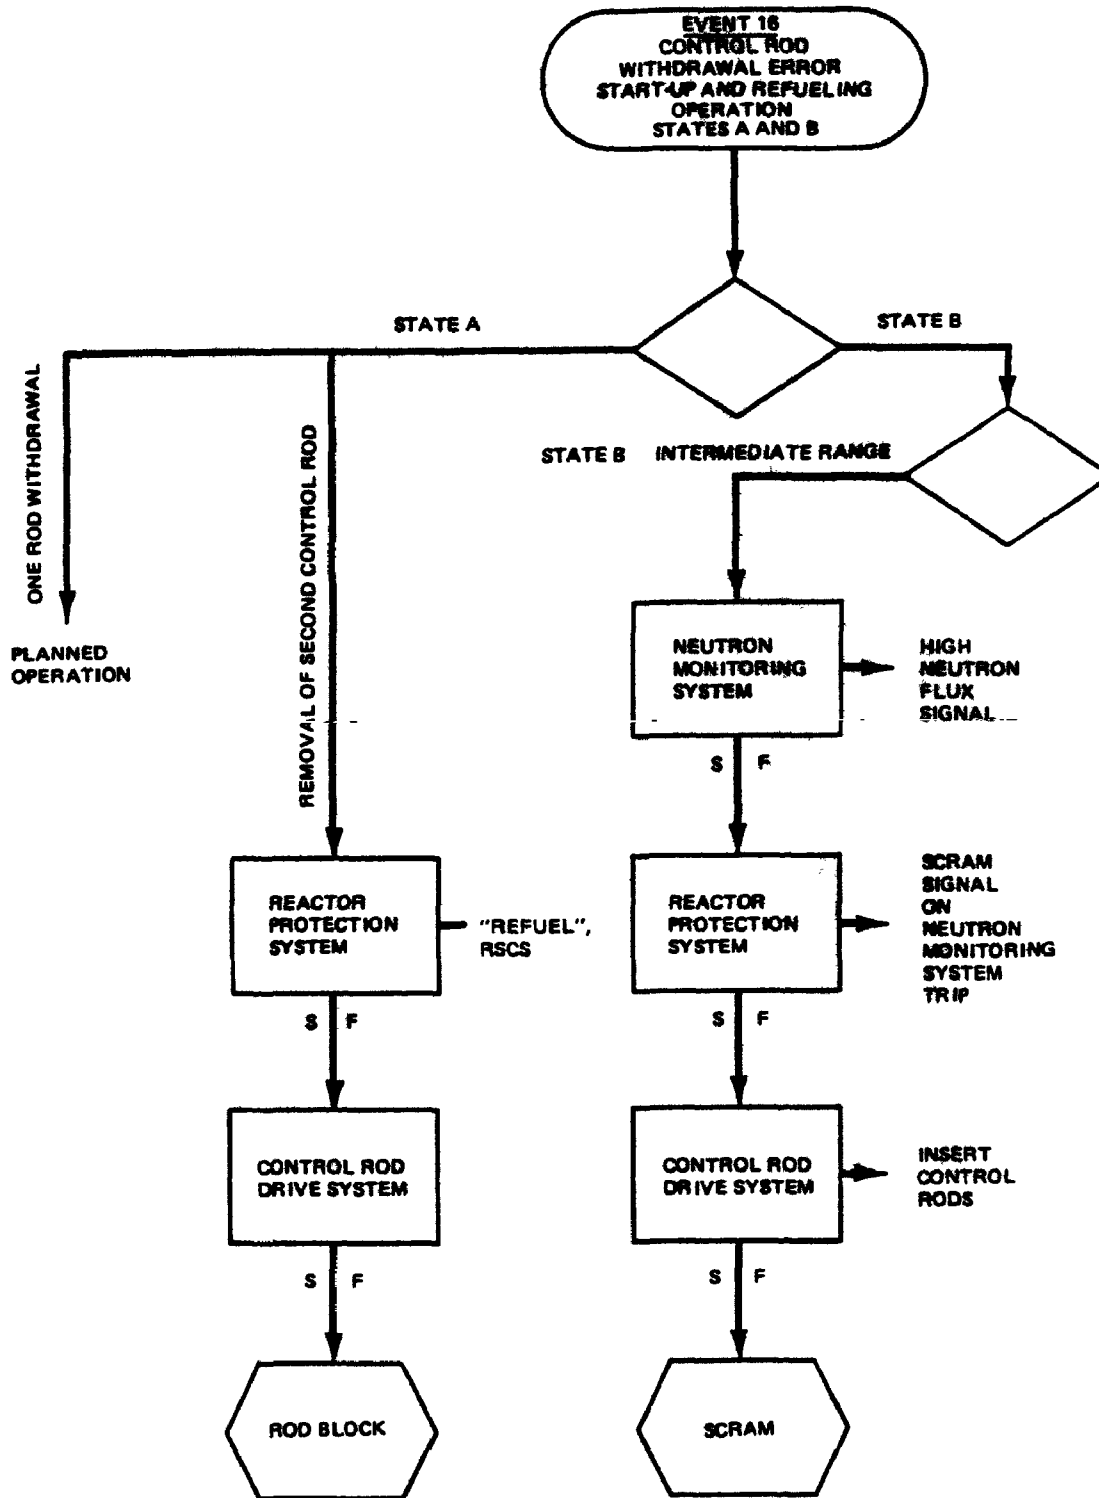 EVENT 16
CONTROL ROD
WITHDRAWAL ERROR
START-UP AND REFUELING
OPERATION
STATES A AND B
STATE A
STATE B
ONE ROD WITHDRAWAL
REMOVAL OF SECOND CONTROL ROD
STATE B INTERMEDIATE RANGE
PLANNED
OPERATION
NEUTRON
MONITORING
SYSTEM
HIGH
NEUTRON
FLUX
SIGNAL
S F
REACTOR
PROTECTION
SYSTEM
"REFUEL",
RSCS
REACTOR
PROTECTION
SYSTEM
SCRAM
SIGNAL
ON
NEUTRON
MONITORING
SYSTEM
TRIP
S F
S F
CONTROL ROD
DRIVE SYSTEM
CONTROL ROD
DRIVE SYSTEM
INSERT
CONTROL
RODS
S F
S F
ROD BLOCK
SCRAM